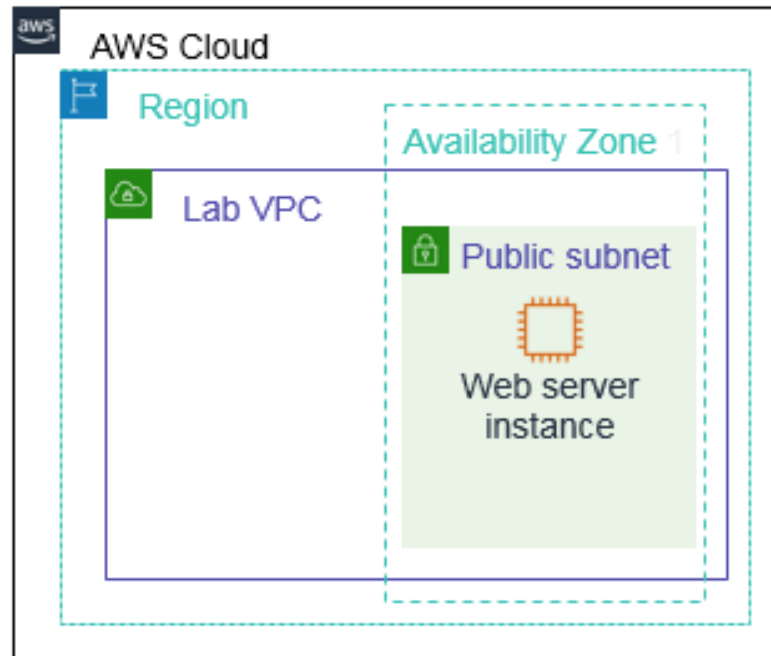 aws
AWS Cloud
Region
Availability Zone 1
Lab VPC
Public subnet
Web server
instance